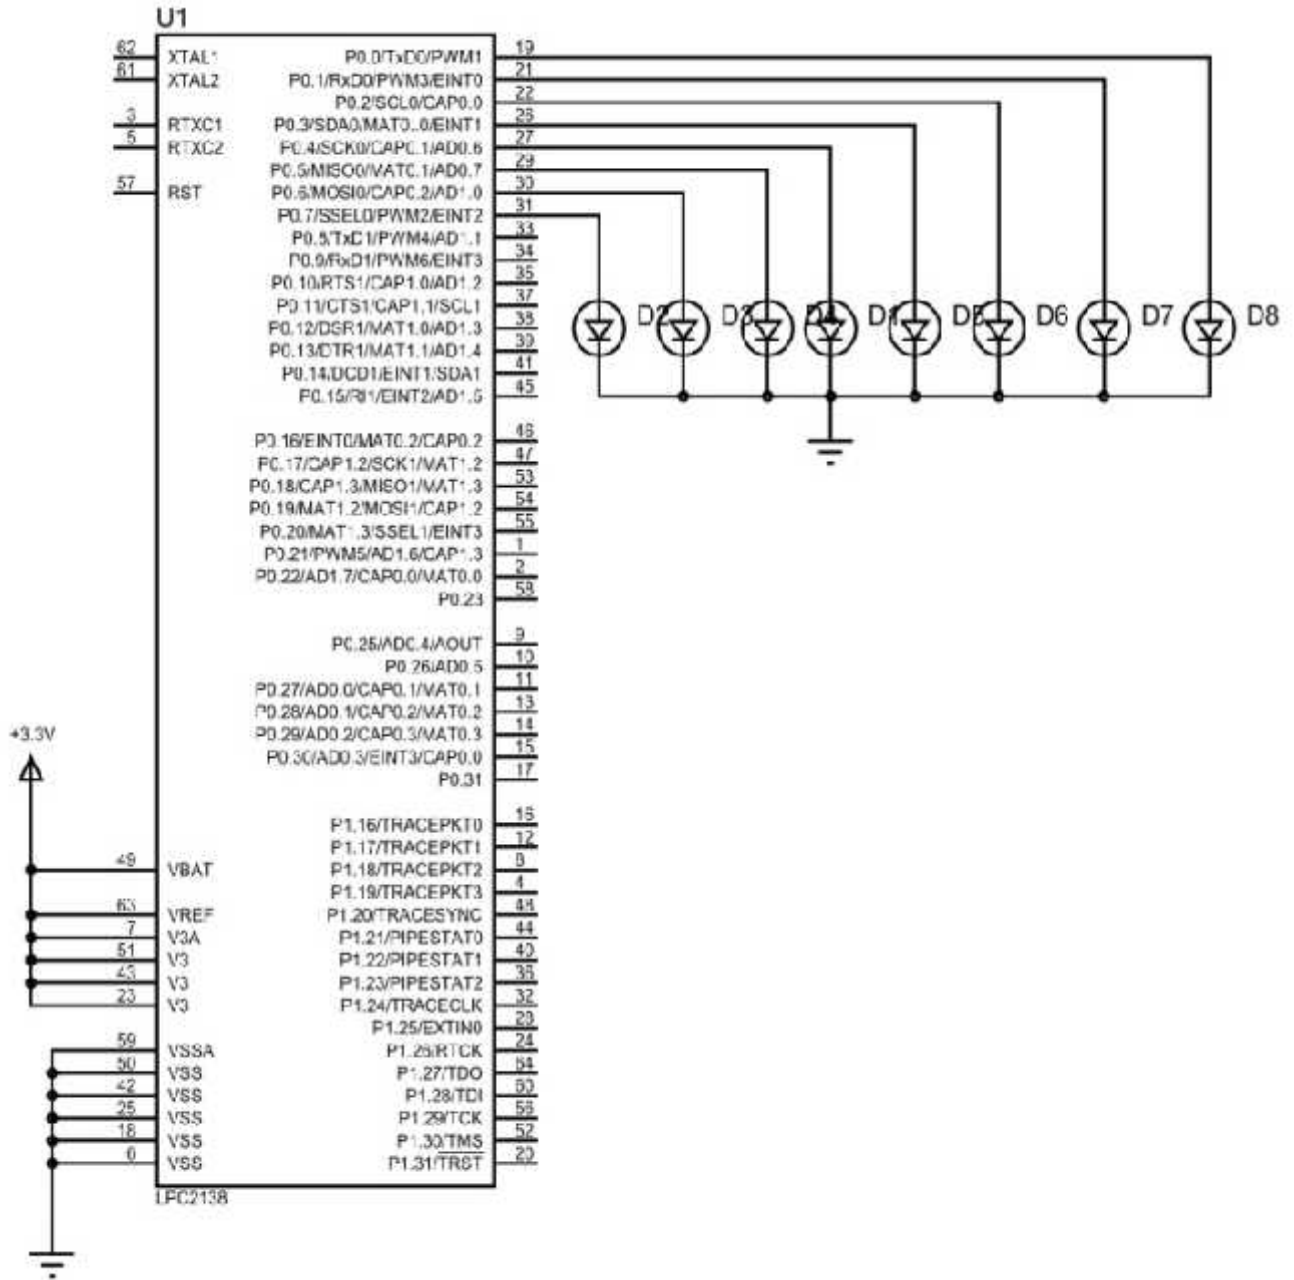 U1
62 XTAL1
61 XTAL2
3 RTXC1
5 RTXC2
57 RST
P0.0/TxD0/PWM1 19
P0.1/RxD0/PWM3/EINT0 21
P0.2/SCL0/CAP0.0 22
P0.3/SDA0/MAT0..0/EINT1 26
P0.4/SCK0/CAP0.1/AD0.6 27
P0.5/MISO0/MAT0.1/AD0.7 29
P0.6/MOSI0/CAP0.2/AD1.0 30
P0.7/SSEL0/PWM2/EINT2 31
P0.8/TxD1/PWM4/AD1.1 33
P0.9/RxD1/PWM6/EINT3 34
P0.10/RTS1/CAP1.0/AD1.2 35
P0.11/CTS1/CAP1.1/SCL1 37
P0.12/DSR1/MAT1.0/AD1.3 38
P0.13/DTR1/MAT1.1/AD1.4 39
P0.14/DCD1/EINT1/SDA1 41
P0.15/RI1/EINT2/AD1.5 45
D2 D3 D4 D1 D5 D6 D7 D8
P0.16/EINT0/MAT0.2/CAP0.2 46
P0.17/CAP1.2/SCK1/MAT1.2 47
P0.18/CAP1.3/MISO1/MAT1.3 53
P0.19/MAT1.2/MOSI1/CAP1.2 54
P0.20/MAT1.3/SSEL1/EINT3 55
P0.21/PWM5/AD1.6/CAP1.3 1
P0.22/AD1.7/CAP0.0/MAT0.0 2
P0.23 58
P0.25/AD0.4/AOUT 9
P0.26/AD0.5 10
P0.27/AD0.0/CAP0.1/MAT0.1 11
P0.28/AD0.1/CAP0.2/MAT0.2 13
P0.29/AD0.2/CAP0.3/MAT0.3 14
P0.30/AD0.3/EINT3/CAP0.0 15
P0.31 17
+3.3V
P1.16/TRACEPKT0 16
P1.17/TRACEPKT1 12
49 VBAT P1.18/TRACEPKT2 8
P1.19/TRACEPKT3 4
63 VREF P1.20/TRACESYNC 48
7 V3A P1.21/PIPESTAT0 44
51 V3 P1.22/PIPESTAT1 40
43 V3 P1.23/PIPESTAT2 36
23 V3 P1.24/TRACECLK 32
P1.25/EXTIN0 28
59 VSSA P1.26/RTCK 24
50 VSS P1.27/TDO 64
42 VSS P1.28/TDI 60
25 VSS P1.29/TCK 56
18 VSS P1.30/TMS 52
6 VSS P1.31/TRST 20
LPC2138